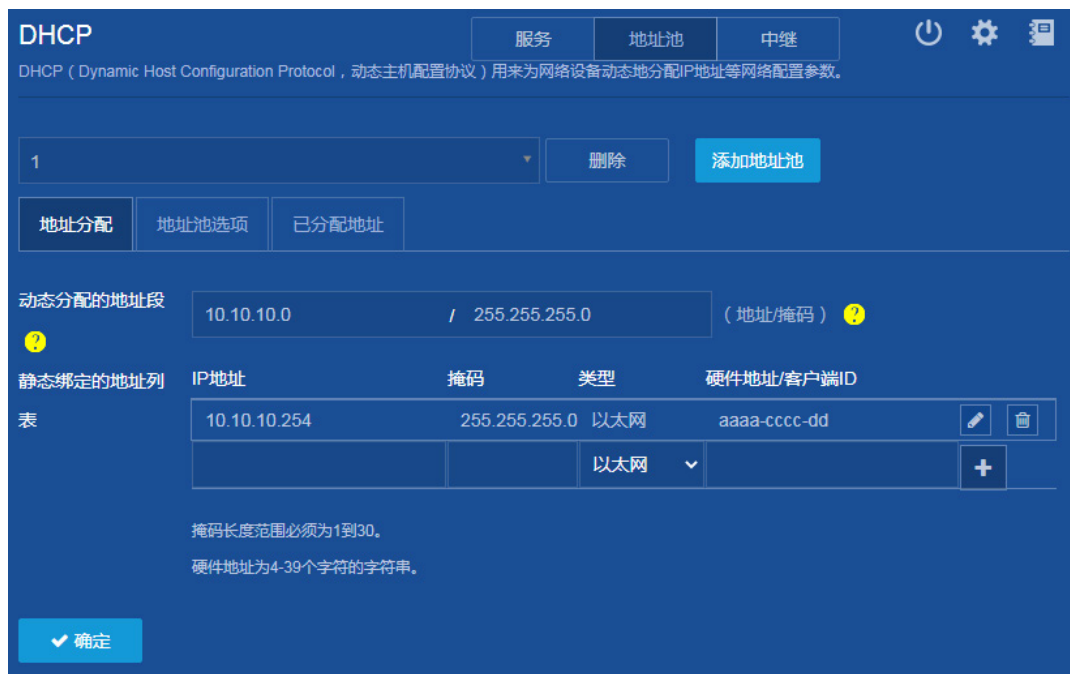 DHCP
服务 地址池 中继
DHCP（Dynamic Host Configuration Protocol，动态主机配置协议）用来为网络设备动态地分配IP地址等网络配置参数。
1 删除 添加地址池
地址分配 地址池选项 已分配地址
动态分配的地址段 10.10.10.0 / 255.255.255.0 （地址/掩码） ?
?
静态绑定的地址列 IP地址 掩码 类型 硬件地址/客户端ID
表 10.10.10.254 255.255.255.0 以太网 aaaa-cccc-dd
以太网
掩码长度范围必须为1到30。
硬件地址为4-39个字符的字符串。
确定